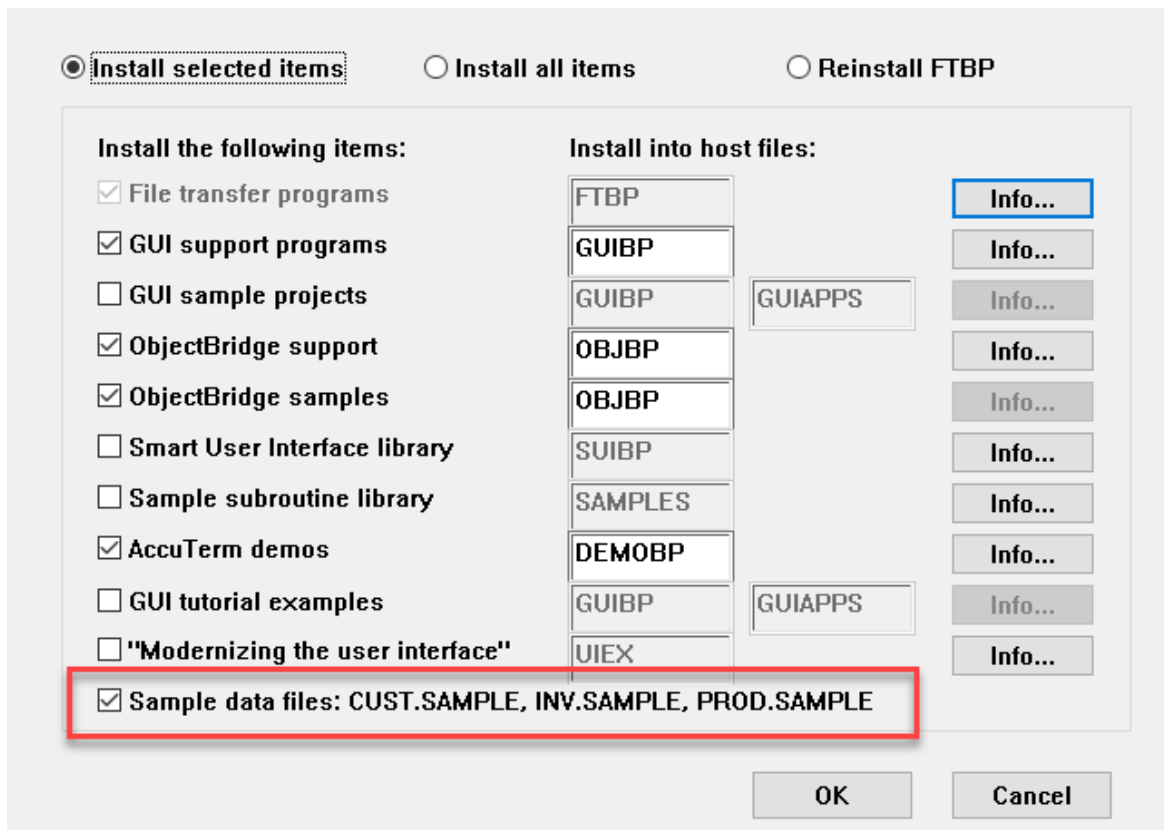 Install selected items Install all items Reinstall FTBP
Install the following items: Install into host files:
File transfer programs FTBP Info...
GUI support programs GUIBP Info...
GUI sample projects GUIBP GUIAPPS Info...
ObjectBridge support OBJBP Info...
ObjectBridge samples OBJBP Info...
Smart User Interface library SUIBP Info...
Sample subroutine library SAMPLES Info...
AccuTerm demos DEMOBP Info...
GUI tutorial examples GUIBP GUIAPPS Info...
"Modernizing the user interface" UIEX Info...
Sample data files: CUST.SAMPLE, INV.SAMPLE, PROD.SAMPLE
OK Cancel